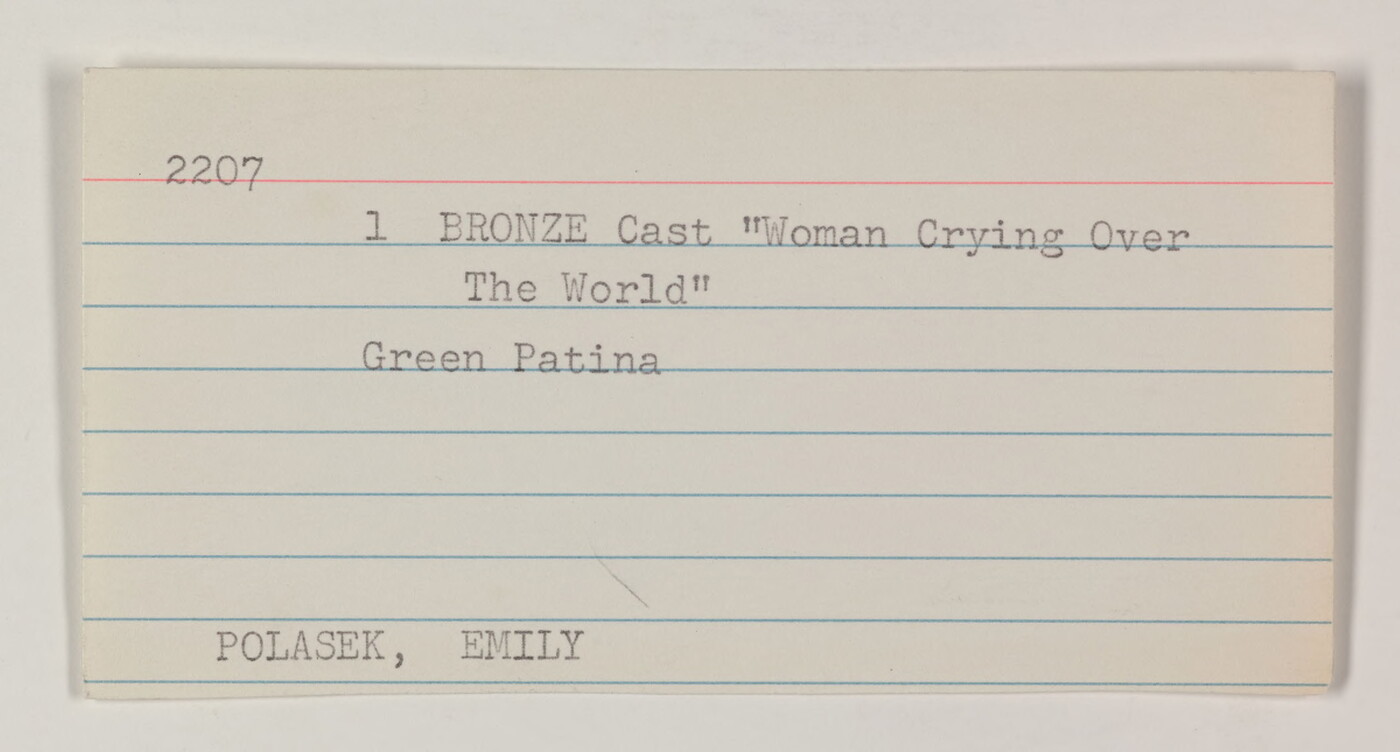 2207
1 BRONZE Cast "Woman Crying Over
The World"
Green Patina
POLASEK, EMILY